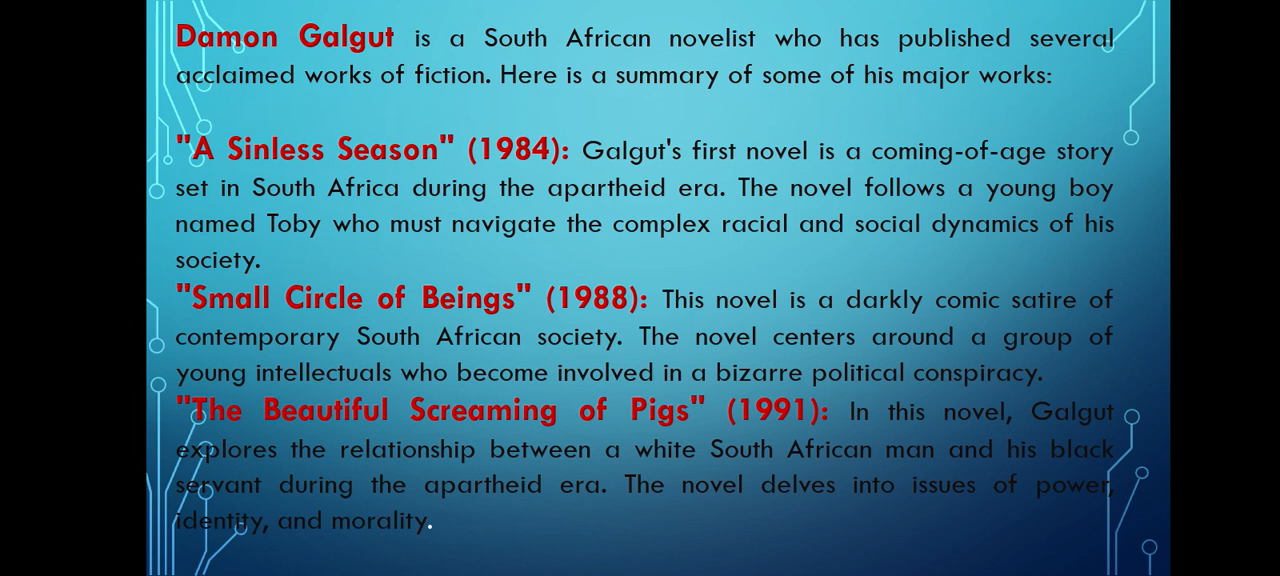 Damon Galgut is a South African novelist who has published several
acclaimed works of fiction. Here is a summary of some of his major works:
"A Sinless Season" (1984): Galgut's first novel is a coming-of-age story
set in South Africa during the apartheid era. The novel follows a young boy
named Toby who must navigate the complex racial and social dynamics of his
society.
"Small Circle of Beings" (1988): This novel is a darkly comic satire of
contemporary South African society. The novel centers around a group of
young intellectuals who become involved in a bizarre political conspiracy.
"The Beautiful Screaming of Pigs" (1991): In this novel, Galgut
explores the relationship between a white South African man and his black
servant during the apartheid era. The novel delves into issues of power,
identity, and morality.